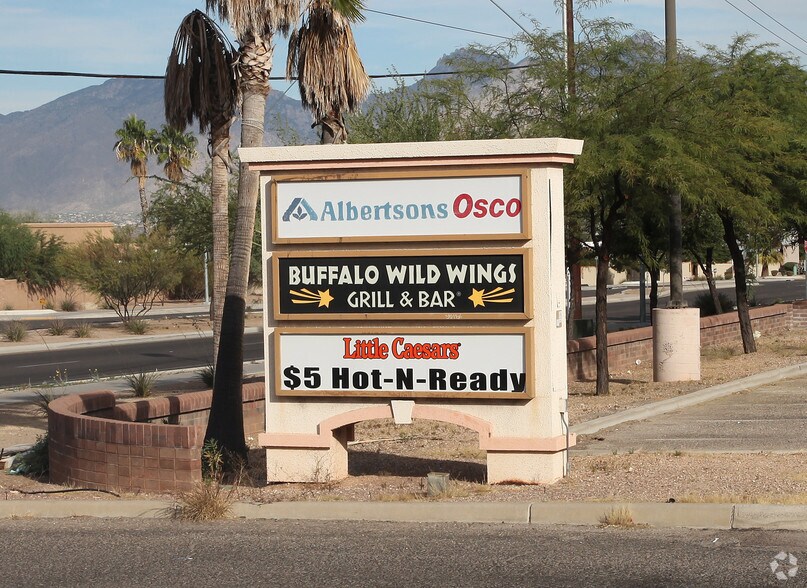 Albertsons Osco
BUFFALO WILD WINGS
GRILL & BAR
Little Caesars
$5 Hot-N-Ready